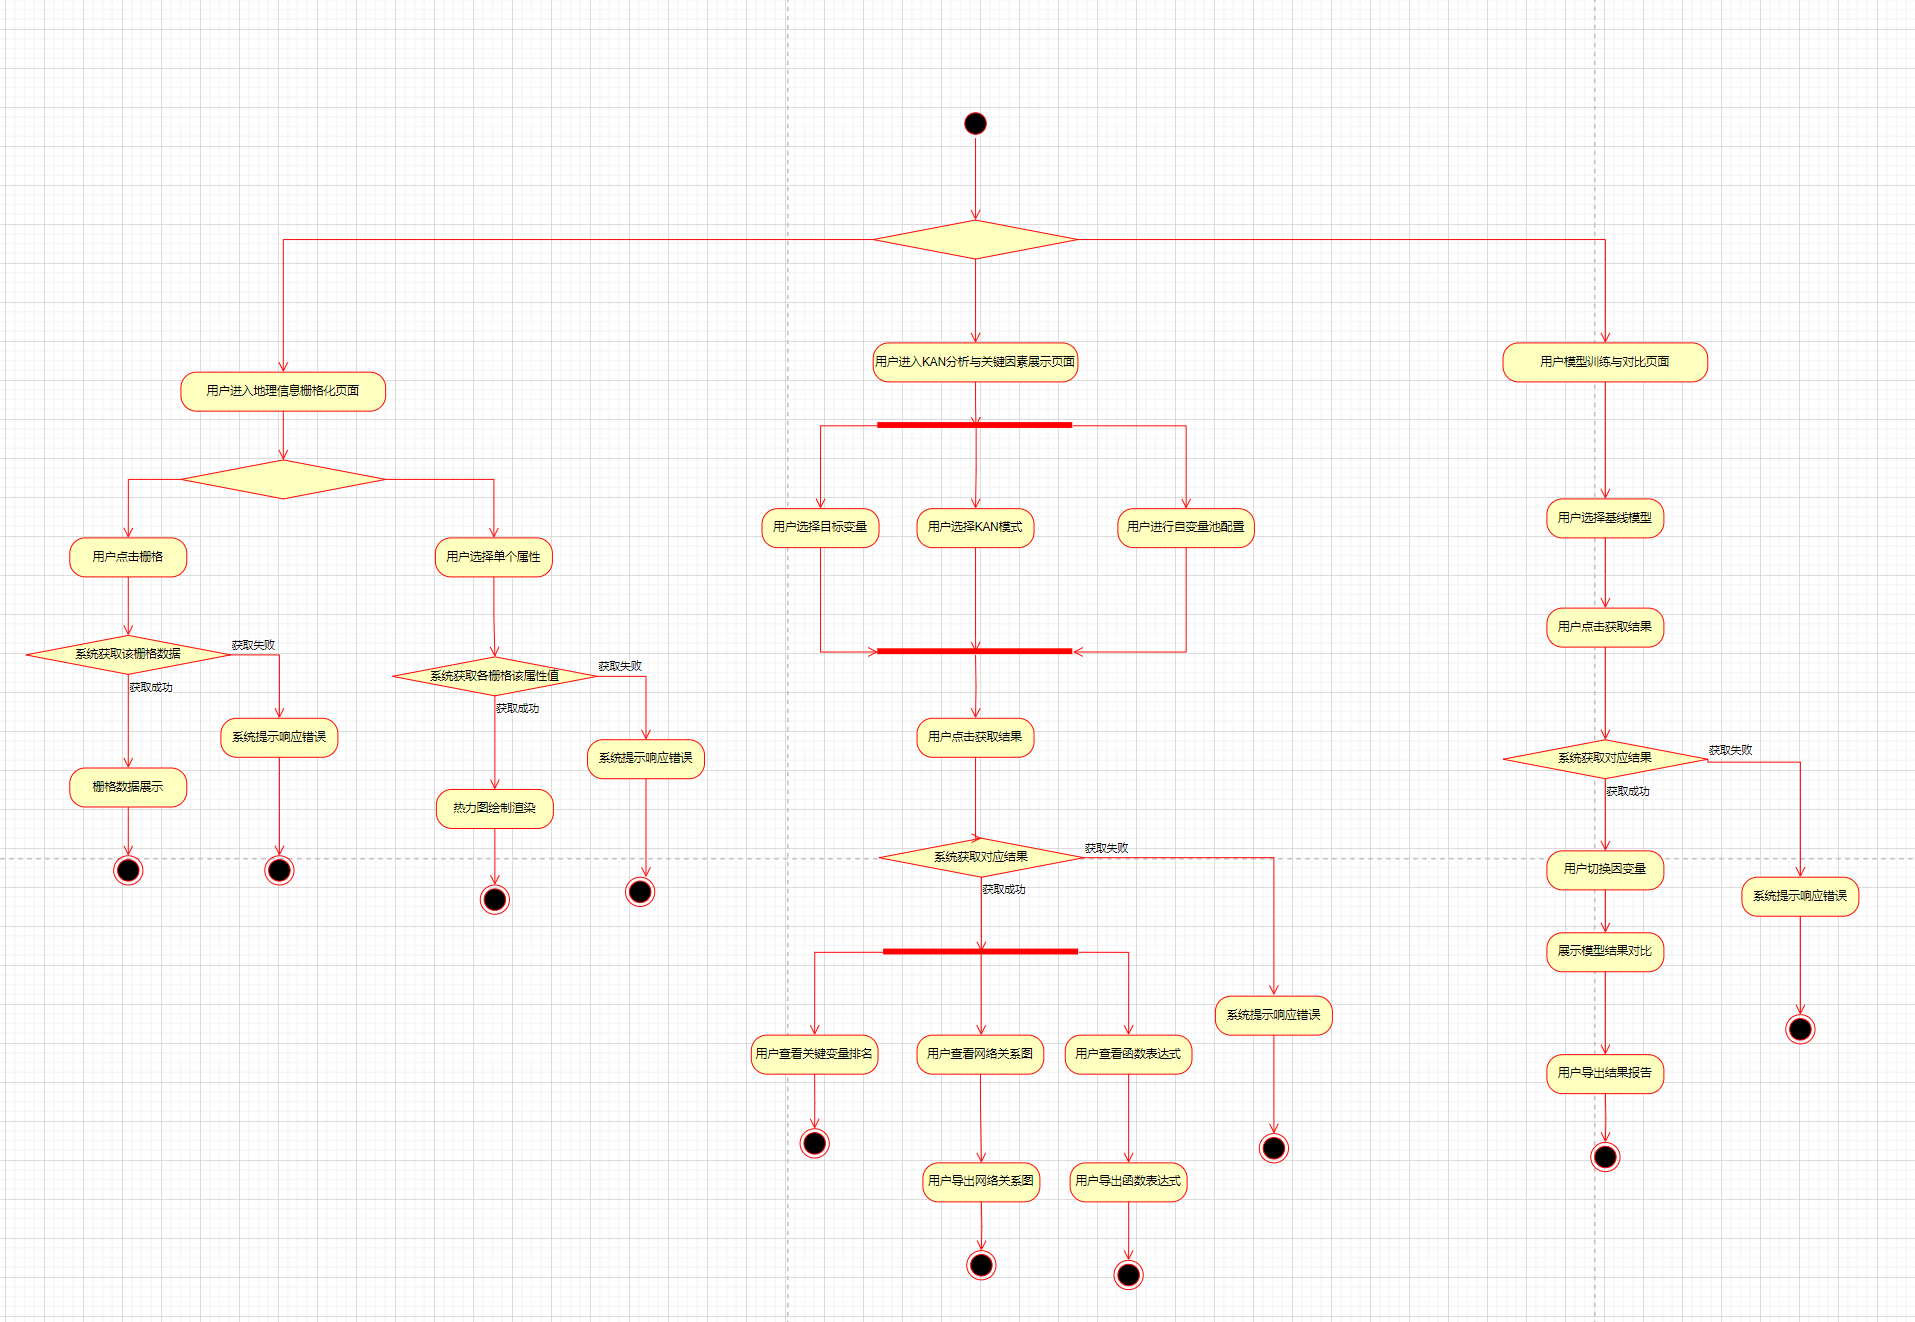 用户进入KAN分析与关键因素展示页面
用户模型训练与对比页面
用户进入地理信息栅格化页面
用户选择目标变量
用户选择KAN模式
用户进行自变量池配置
用户选择基线模型
用户点击栅格
用户选择单个属性
用户点击获取结果
系统获取该栅格数据
获取失败
获取成功
系统获取各栅格该属性值
获取失败
获取成功
系统提示响应错误
用户点击获取结果
系统提示响应错误
系统获取对应结果
获取失败
获取成功
栅格数据展示
热力图绘制渲染
系统获取对应结果
获取失败
获取成功
用户切换因变量
系统提示响应错误
展示模型结果对比
系统提示响应错误
用户查看关键变量排名
用户查看网络关系图
用户查看函数表达式
用户导出结果报告
用户导出网络关系图
用户导出函数表达式